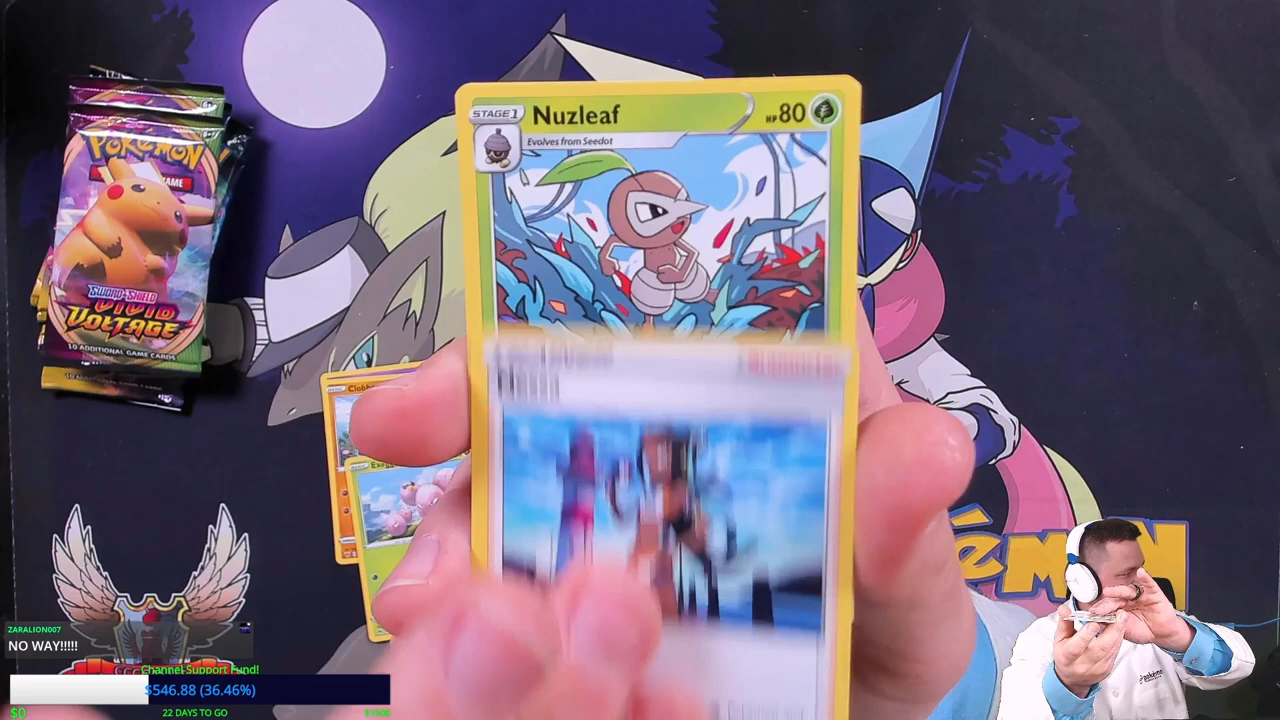 STAGE 1 Nuzleaf HP 80
Evolves from Seedot
POKÉMON
SWORD & SHIELD
VIVID
VOLTAGE
10 ADDITIONAL GAME CARDS
ZARALION007
NO WAY!!!!!
Channel Support Fund!
$546.88 (36.46%)
$0 22 DAYS TO GO